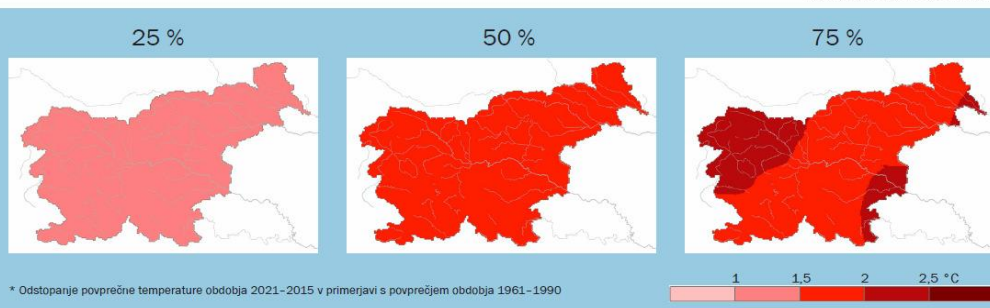 25 %
50 %
75 %
* Odstopanje povprečne temperature obdobja 2021–2015 v primerjavi s povprečjem obdobja 1961–1990
1 1,5 2 2,5 °C